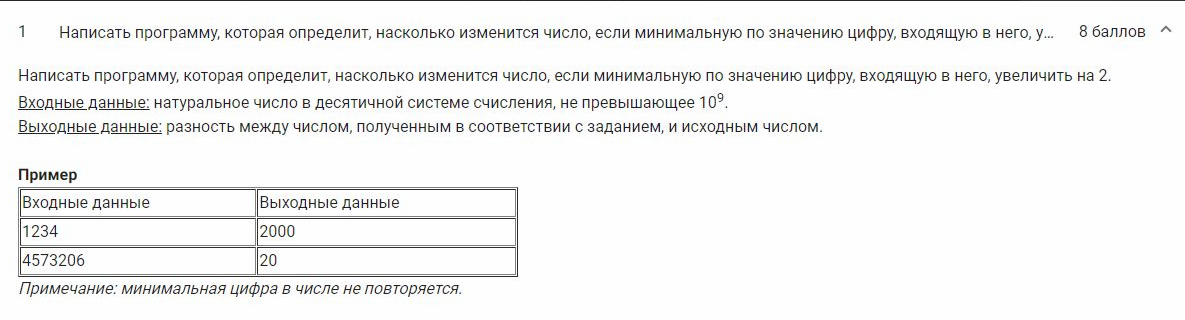 1 Написать программу, которая определит, насколько изменится число, если минимальную по значению цифру, входящую в него, у... 8 баллов
Написать программу, которая определит, насколько изменится число, если минимальную по значению цифру, входящую в него, увеличить на 2.
Входные данные: натуральное число в десятичной системе счисления, не превышающее 10⁹.
Выходные данные: разность между числом, полученным в соответствии с заданием, и исходным числом.
Пример
Входные данные Выходные данные
1234 2000
4573206 20
Примечание: минимальная цифра в числе не повторяется.